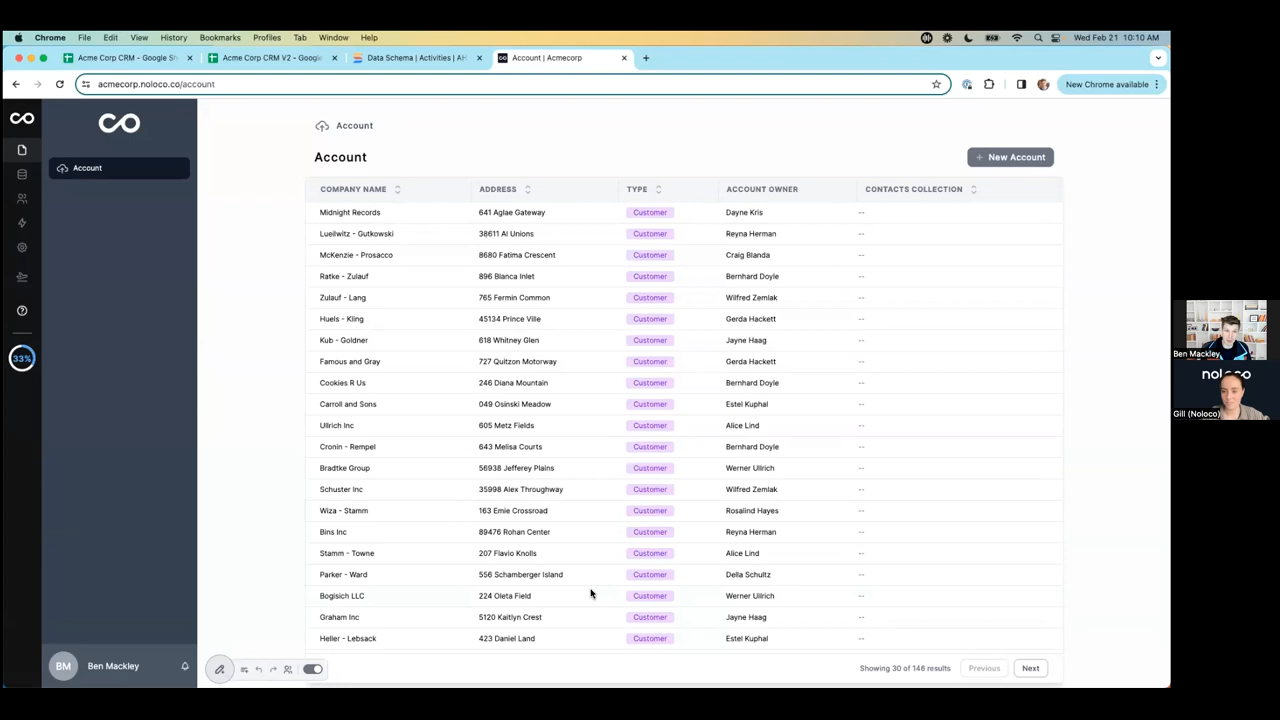 Chrome File Edit View History Bookmarks Profiles Tab Window Help Wed Feb 21 10:10 AM
Acme Corp CRM - Google Sh Acme Corp CRM V2 - Google Data Schema | Activities | Account | Acmecorp
acmecorp.noloco.co/account New Chrome available
Account
Account
Account
+ New Account
COMPANY NAME ADDRESS TYPE ACCOUNT OWNER CONTACTS COLLECTION
Midnight Records 641 Aglae Gateway Customer Dayne Kris --
Lueilwitz - Gutkowski 38611 Al Unions Customer Reyna Herman --
McKenzie - Prosacco 8680 Fatima Crescent Customer Craig Blanda --
Ratke - Zulauf 896 Blanca Inlet Customer Bernhard Doyle --
Zulauf - Lang 765 Fermin Common Customer Wilfred Zemlak --
Huels - Kling 45134 Prince Ville Customer Gerda Hackett --
Kub - Goldner 618 Whitney Glen Customer Jayne Haag --
Famous and Gray 727 Quitzon Motorway Customer Gerda Hackett --
Cookies R Us 246 Diana Mountain Customer Bernhard Doyle --
Carroll and Sons 049 Osinski Meadow Customer Estel Kuphal --
Ullrich Inc 605 Metz Fields Customer Alice Lind --
Cronin - Rempel 643 Melisa Courts Customer Bernhard Doyle --
Bradtke Group 56938 Jefferey Plains Customer Werner Ullrich --
Schuster Inc 35998 Alex Throughway Customer Wilfred Zemlak --
Wiza - Stamm 163 Emie Crossroad Customer Rosalind Hayes --
Bins Inc 89476 Rohan Center Customer Reyna Herman --
Stamm - Towne 207 Flavio Knolls Customer Alice Lind --
Parker - Ward 556 Schamberger Island Customer Della Schultz --
Bogisich LLC 224 Oleta Field Customer Werner Ullrich --
Graham Inc 5120 Kaitlyn Crest Customer Jayne Haag --
Heller - Lebsack 423 Daniel Land Customer Estel Kuphal --
33%
BM Ben Mackley
Showing 30 of 146 results Previous Next
Ben Mackley
noloco
Gill (Noloco)